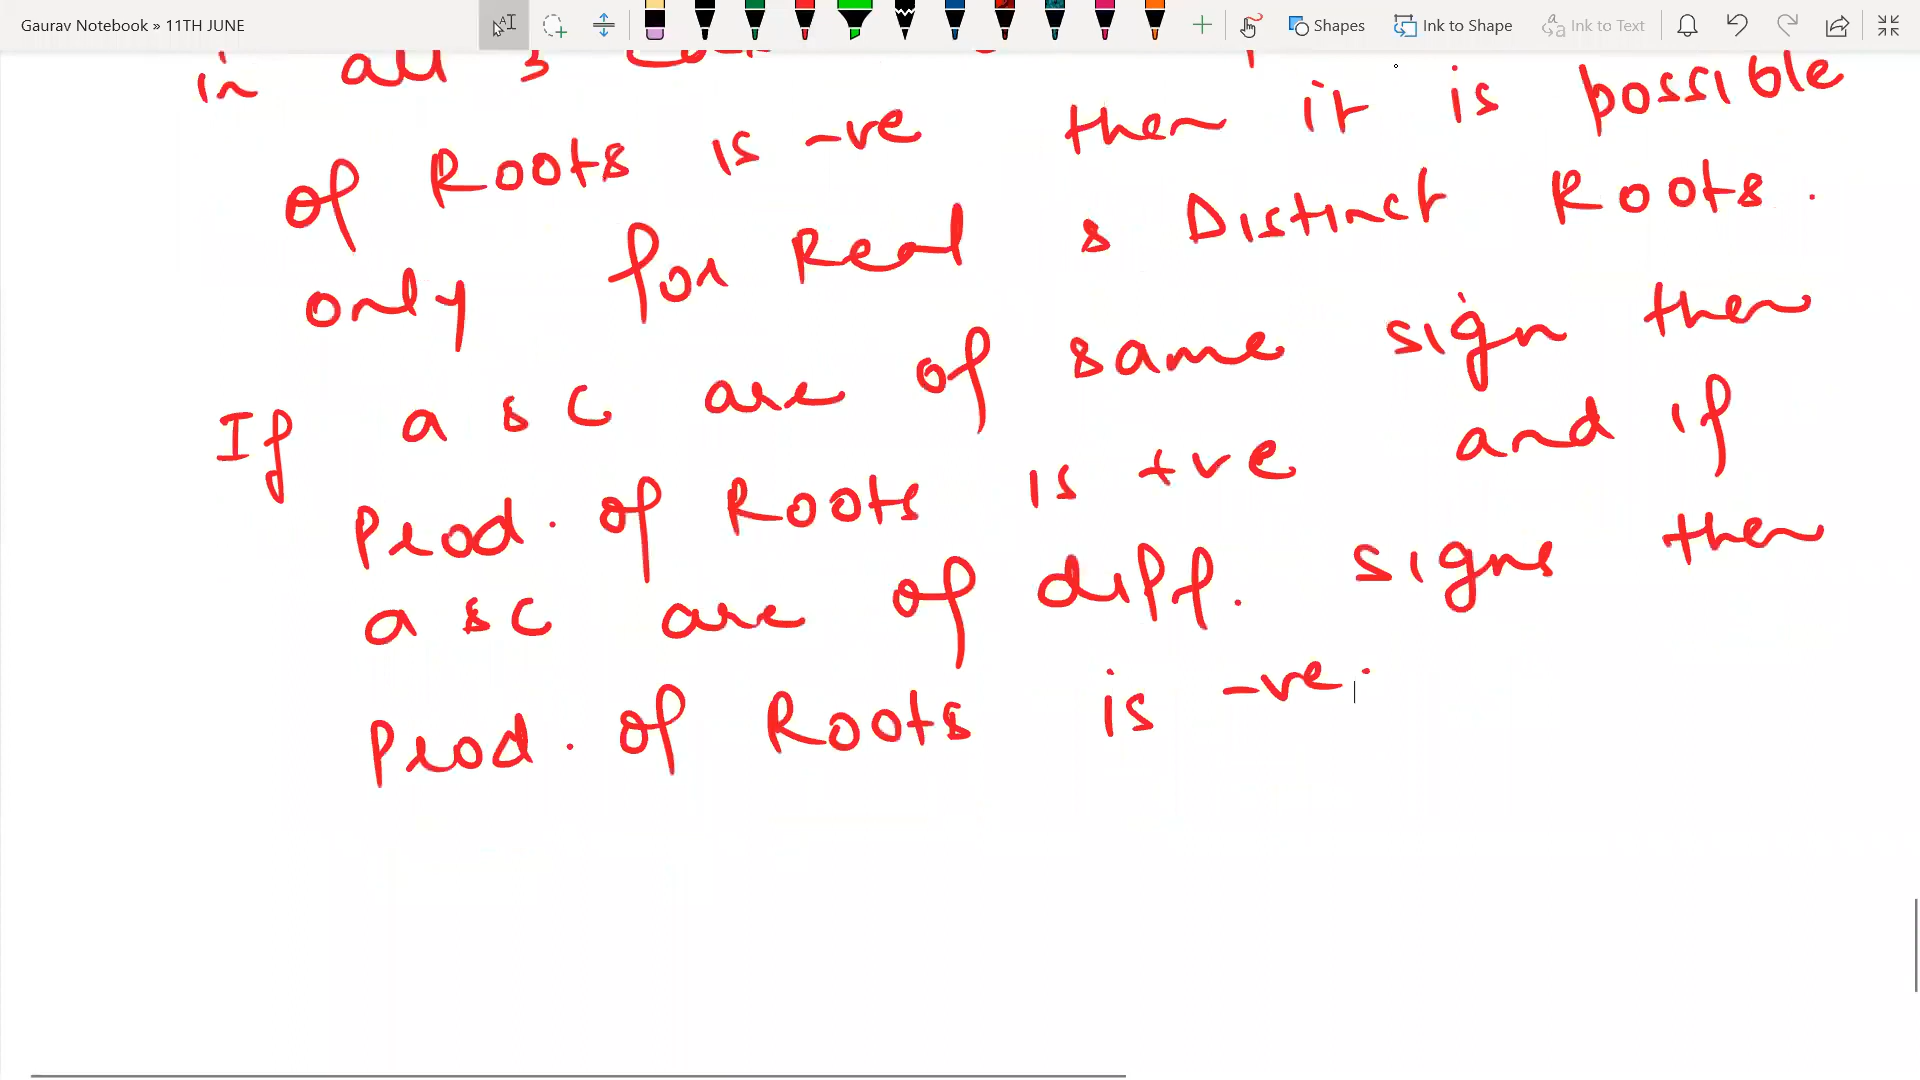 Gaurav Notebook » 11TH JUNE
Shapes
Ink to Shape
Ink to Text
in all 3
of Roots is -ve then it is possible
only for Real & Distinct Roots.
If a & c are of same sign then
Prod. of Roots is +ve and if
a & c are of diff. signs then
Prod. of Roots is -ve.